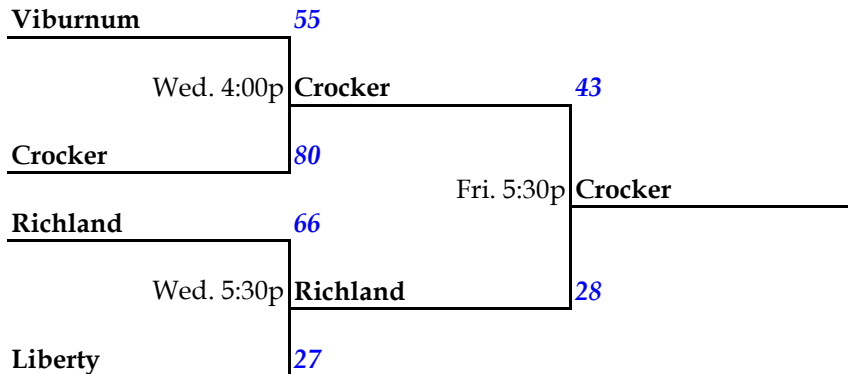 Viburnum 55
Wed. 4:00p Crocker 43
Crocker 80
Fri. 5:30p Crocker
Richland 66
Wed. 5:30p Richland 28
Liberty 27